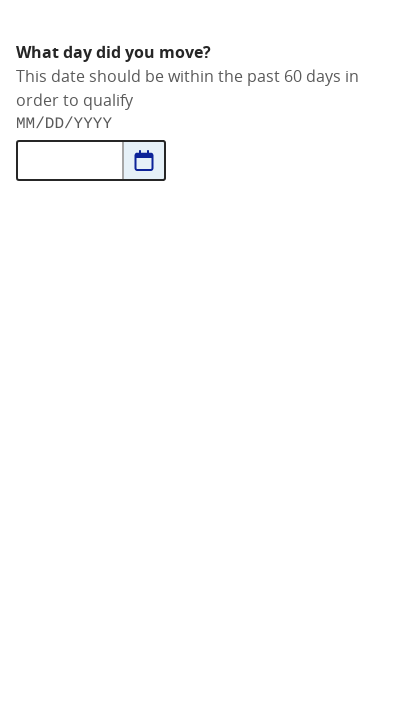 What day did you move?
This date should be within the past 60 days in
order to qualify
MM/DD/YYYY